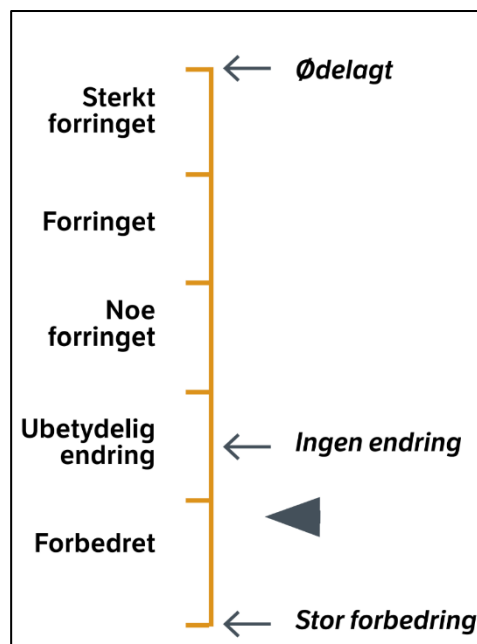 Ødelagt
Sterkt
forringet
Forringet
Noe
forringet
Ubetydelig
endring
Ingen endring
Forbedret
Stor forbedring